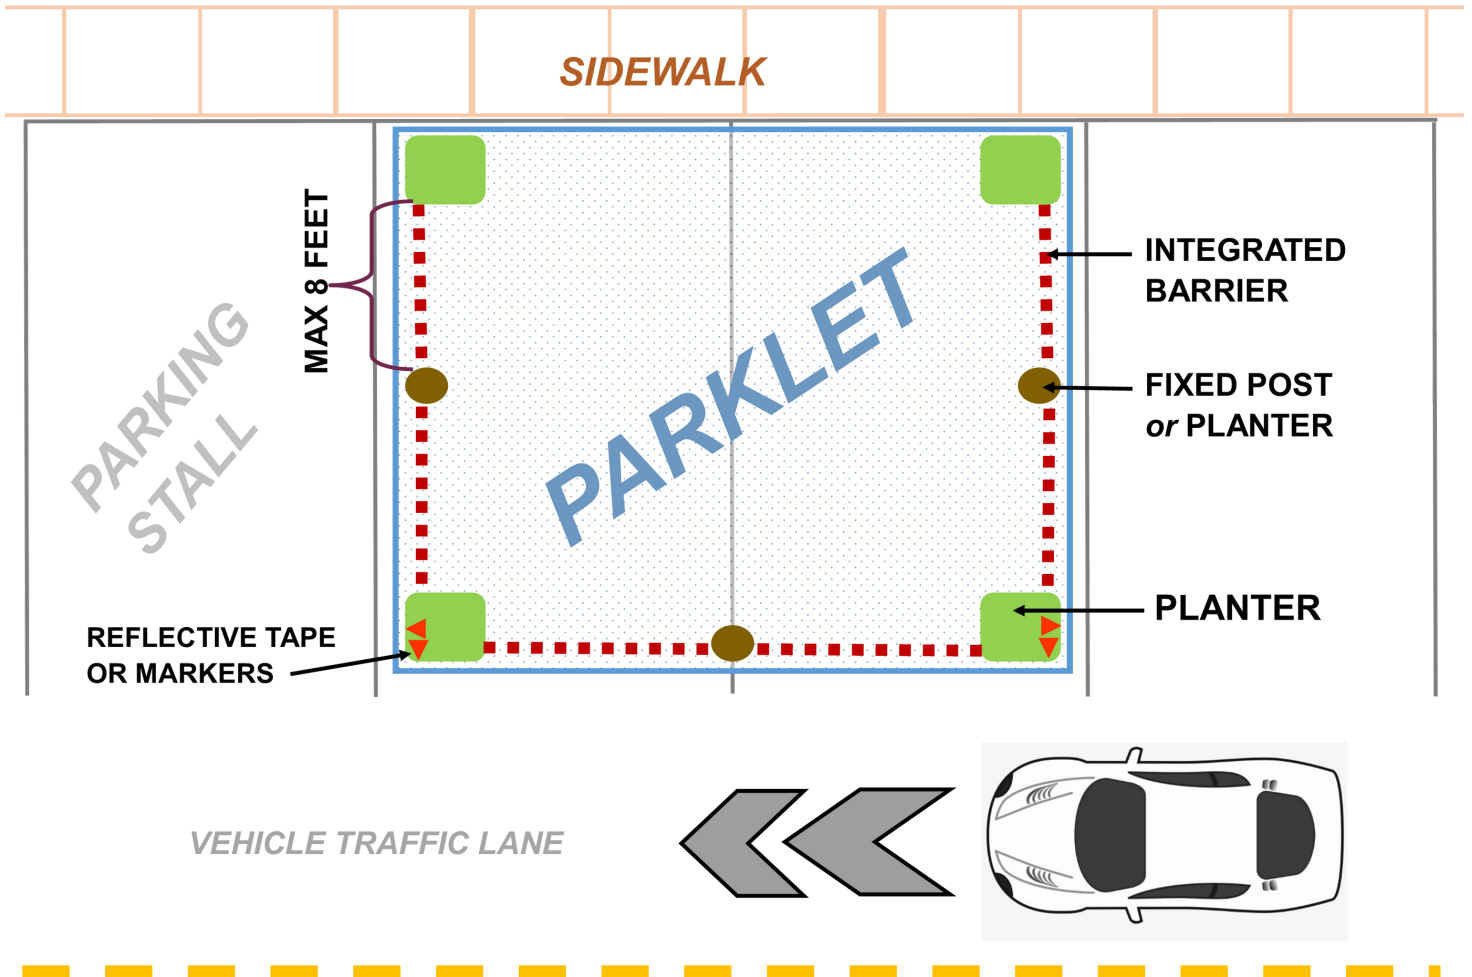 SIDEWALK
MAX 8 FEET
INTEGRATED
BARRIER
PARKING
STALL
PARKLET
FIXED POST
or PLANTER
REFLECTIVE TAPE
OR MARKERS
PLANTER
VEHICLE TRAFFIC LANE